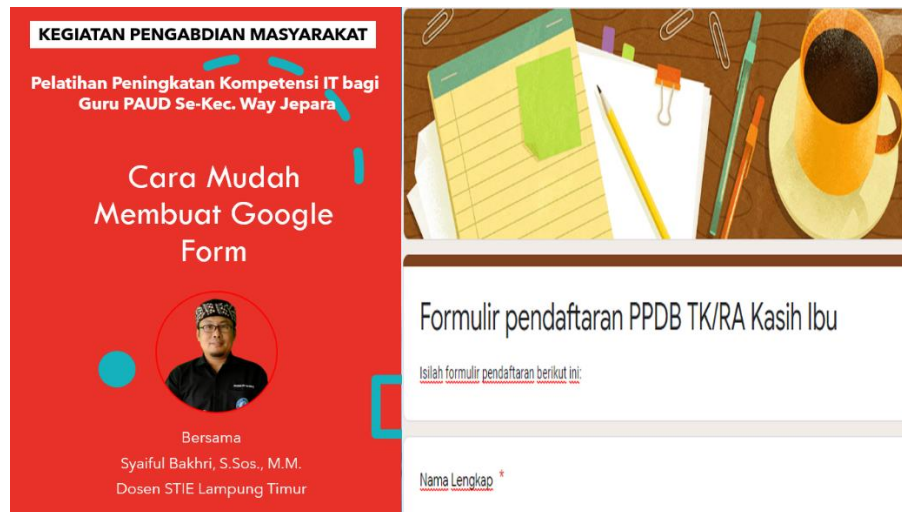 KEGIATAN PENGABDIAN MASYARAKAT
Pelatihan Peningkatan Kompetensi IT bagi
Guru PAUD Se-Kec. Way Jepara
Cara Mudah
Membuat Google
Form
Bersama
Syaiful Bakhri, S.Sos., M.M.
Dosen STIE Lampung Timur
Formulir pendaftaran PPDB TK/RA Kasih Ibu
Isilah formulir pendaftaran berikut ini:
Nama Lengkap *